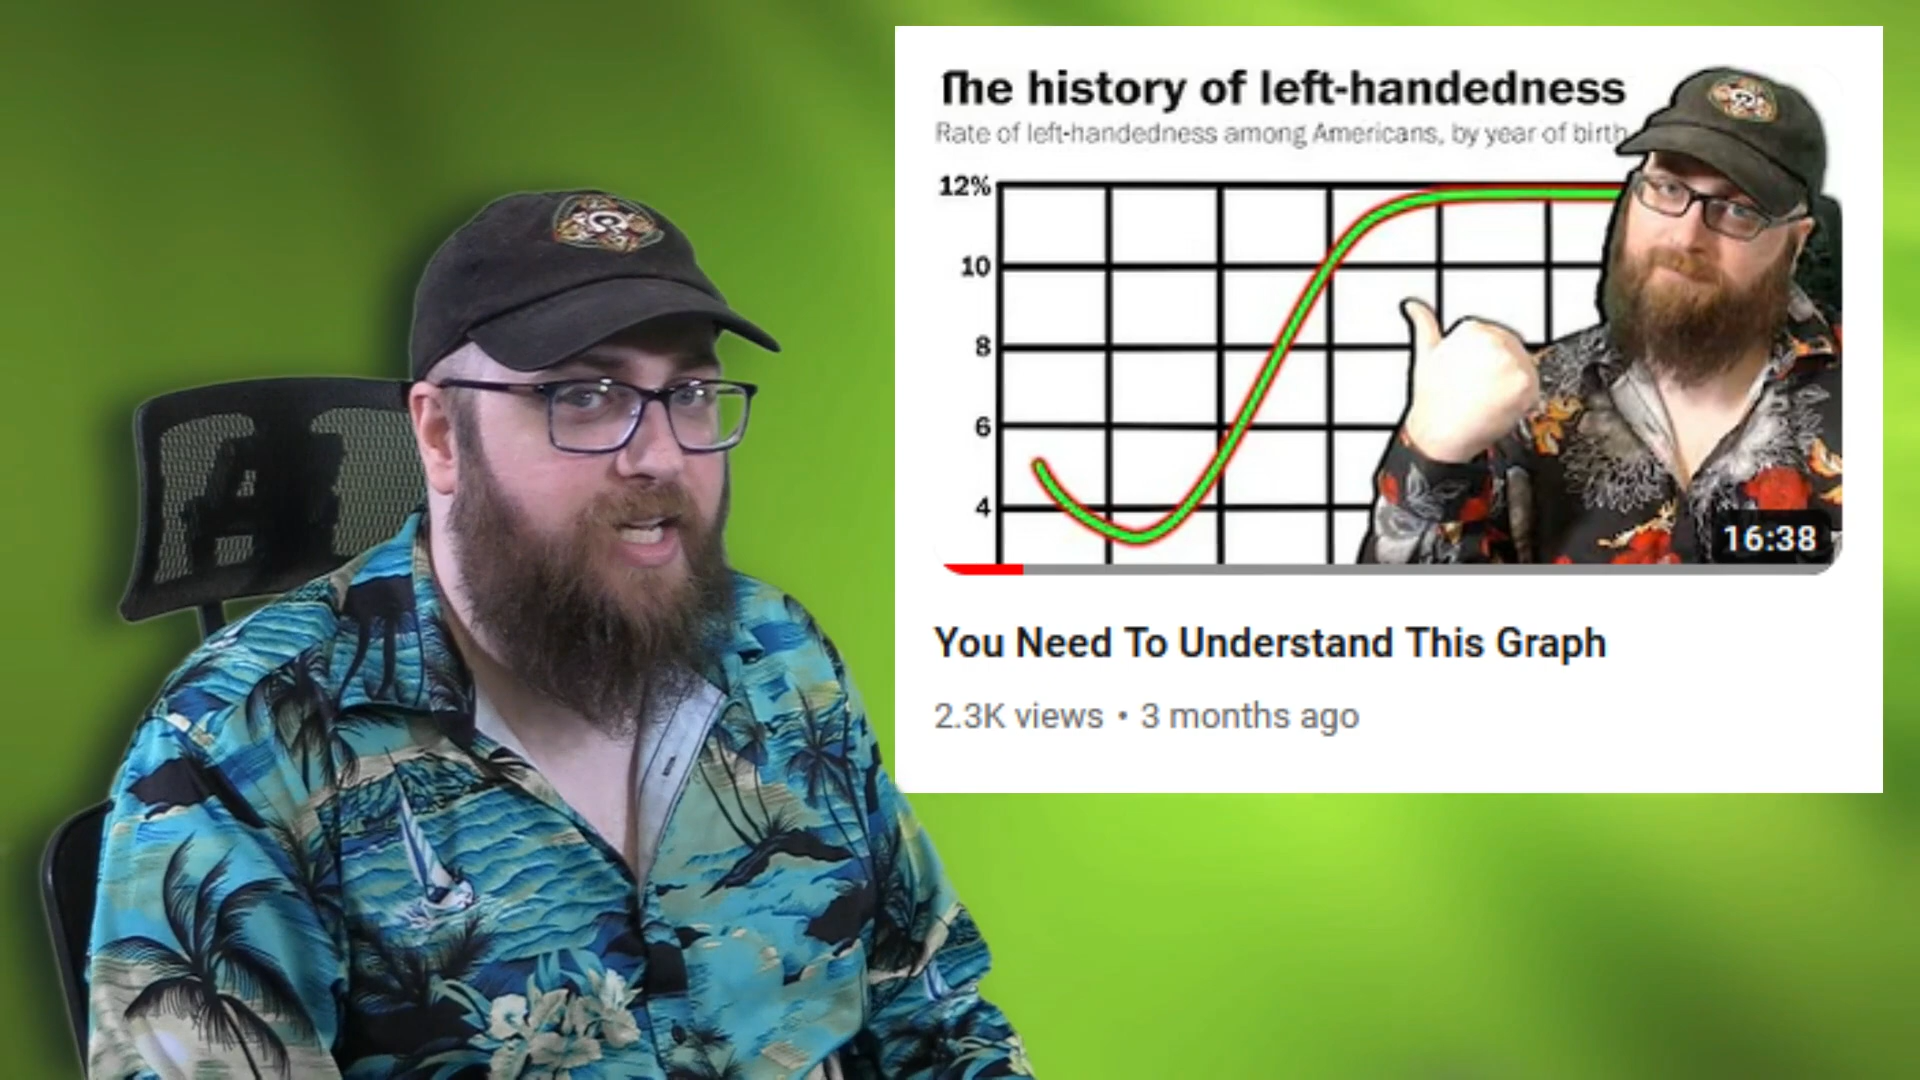 The history of left-handedness
Rate of left-handedness among Americans, by year of birth
12%
10
8
6
4
16:38
You Need To Understand This Graph
2.3K views • 3 months ago